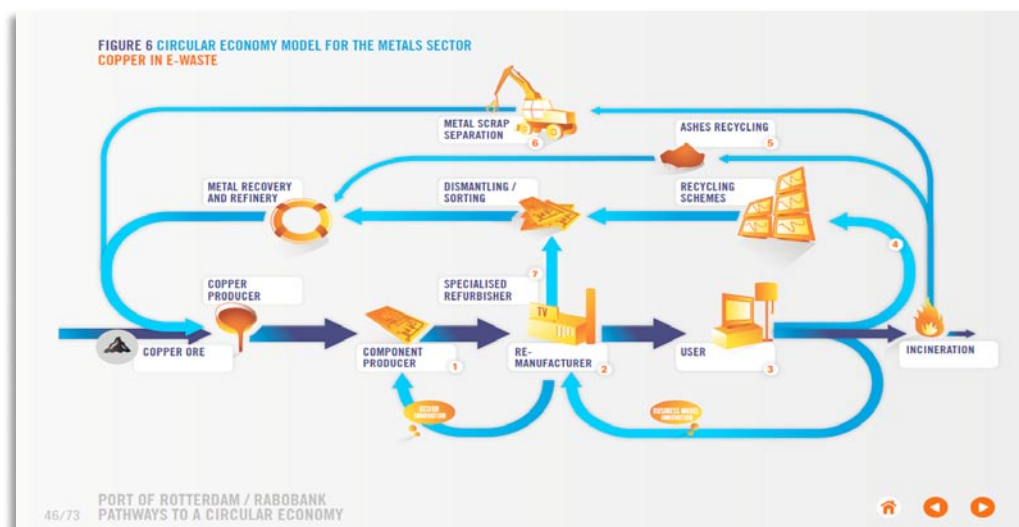 FIGURE 6 CIRCULAR ECONOMY MODEL FOR THE METALS SECTOR
COPPER IN E-WASTE
METAL SCRAP
SEPARATION
6
ASHES RECYCLING
5
METAL RECOVERY
AND REFINERY
DISMANTLING /
SORTING
RECYCLING
SCHEMES
4
COPPER
PRODUCER
SPECIALISED
REFURBISHER
7
TV
COPPER ORE
COMPONENT
PRODUCER
1
RE-
MANUFACTURER
2
USER
3
INCINERATION
DESIGN
INNOVATION
BUSINESS MODEL
INNOVATION
46/73
PORT OF ROTTERDAM / RABOBANK
PATHWAYS TO A CIRCULAR ECONOMY